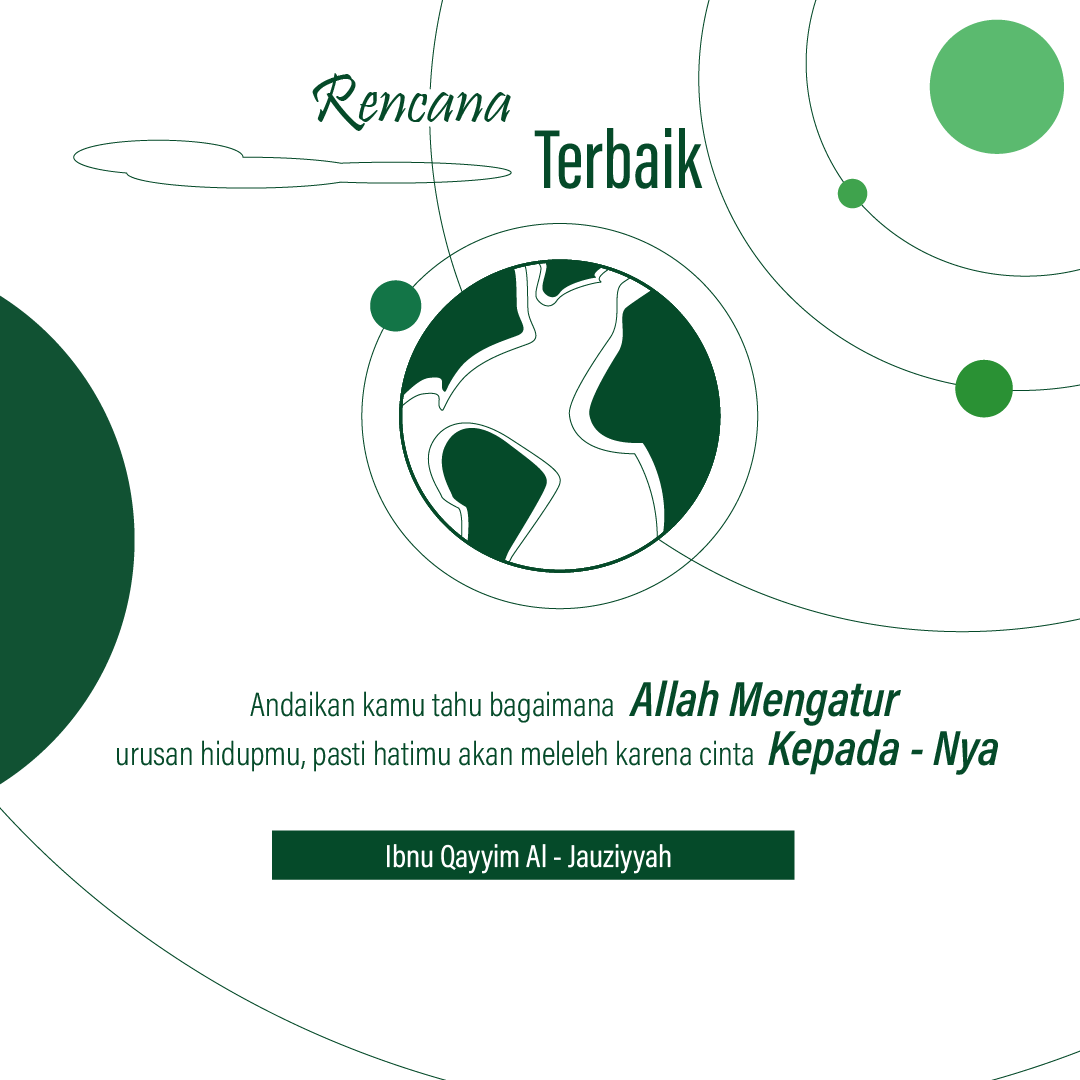 Rencana
Terbaik
Andaikan kamu tahu bagaimana Allah Mengatur
urusan hidupmu, pasti hatimu akan meleleh karena cinta Kepada - Nya
Ibnu Qayyim Al - Jauziyyah